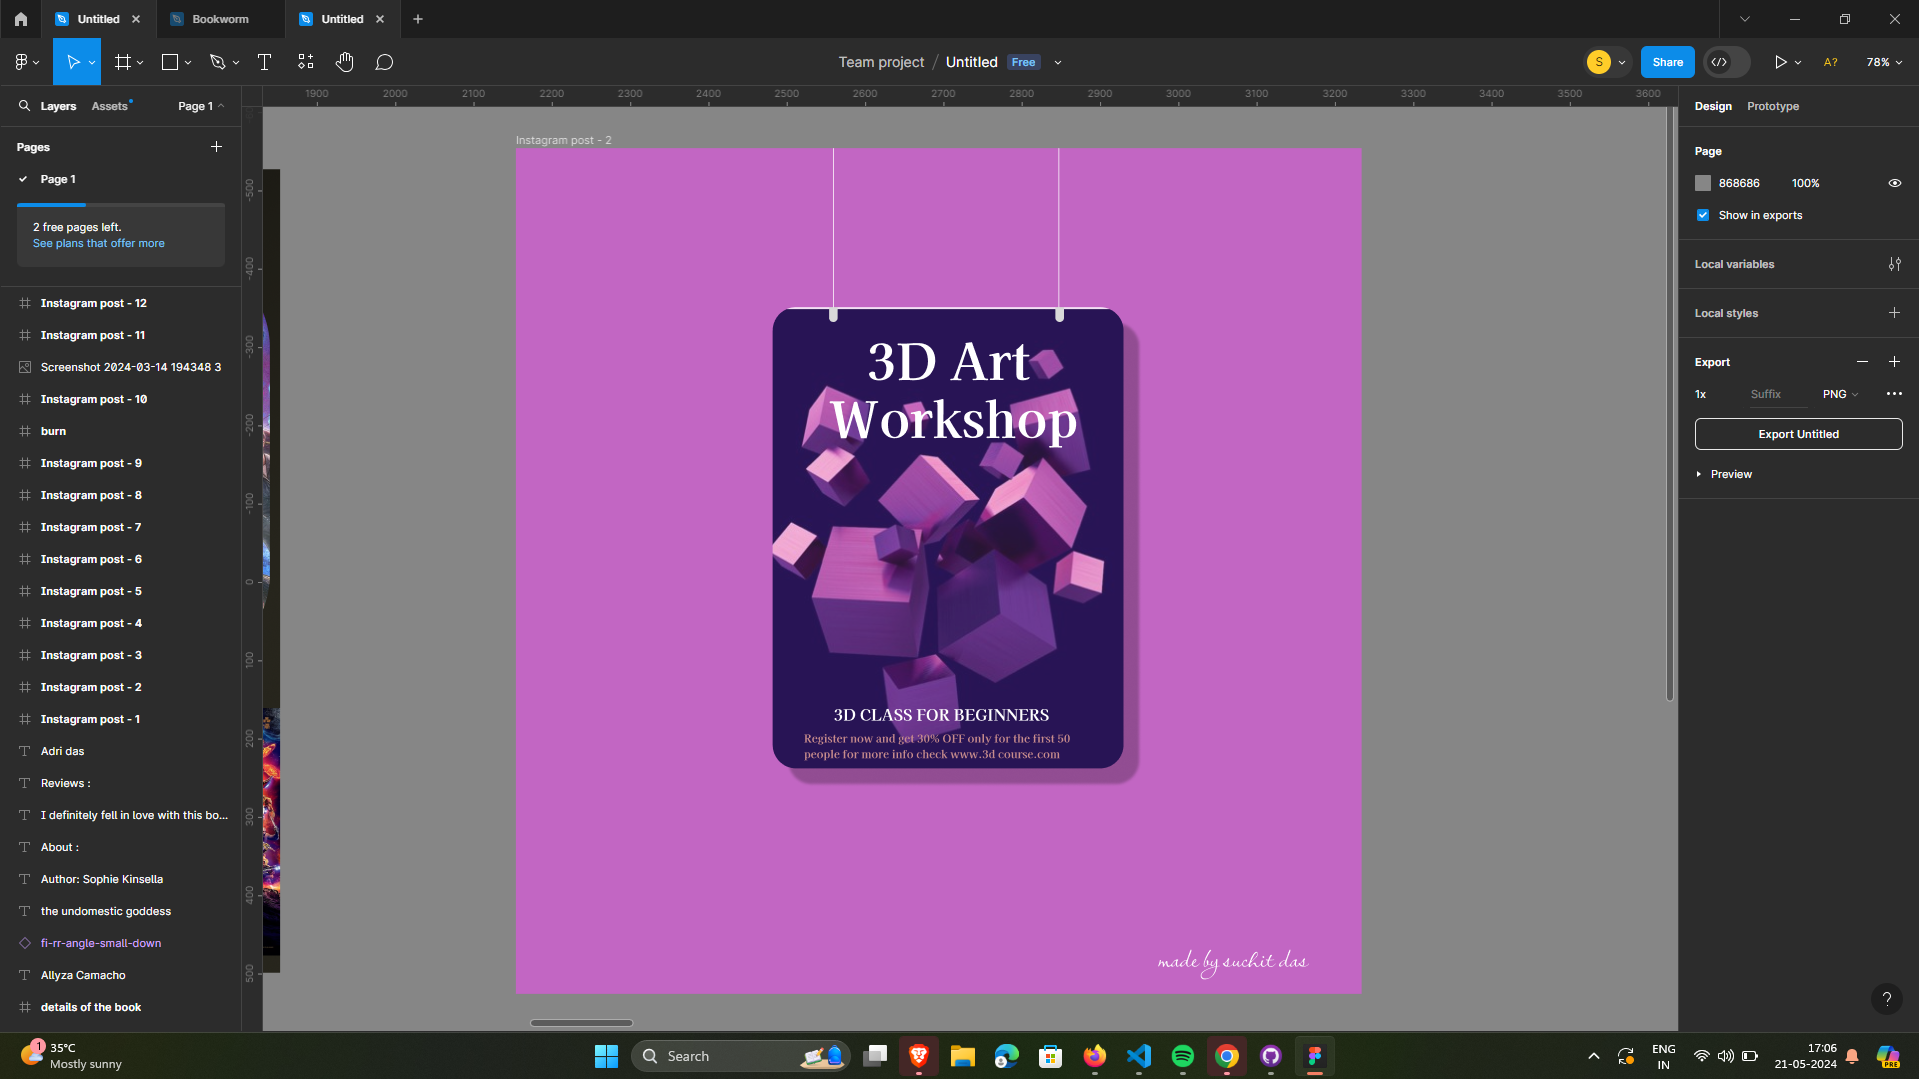 Untitled
Bookworm
Untitled
Team project / Untitled Free
S
Share
A?
78%
Layers
Assets
Page 1
1900 2000 2100 2200 2300 2400 2500 2600 2700 2800 2900 3000 3100 3200 3300 3400 3500 3600
Design
Prototype
Pages
Page 1
2 free pages left.
See plans that offer more
Instagram post - 12
Instagram post - 11
Screenshot 2024-03-14 194348 3
Instagram post - 10
burn
Instagram post - 9
Instagram post - 8
Instagram post - 7
Instagram post - 6
Instagram post - 5
Instagram post - 4
Instagram post - 3
Instagram post - 2
Instagram post - 1
Adri das
Reviews :
I definitely fell in love with this bo...
About :
Author: Sophie Kinsella
the undomestic goddess
fi-rr-angle-small-down
Allyza Camacho
details of the book
-500
-400
-300
-200
-100
0
100
200
300
400
500
Instagram post - 2
3D Art
Workshop
3D CLASS FOR BEGINNERS
Register now and get 30% OFF only for the first 50
people for more info check www.3d course.com
made by suchit das
Page
868686 100%
Show in exports
Local variables
Local styles
Export
1x Suffix PNG
Export Untitled
Preview
?
1
35°C
Mostly sunny
Search
ENG
IN
17:06
21-05-2024
PRE